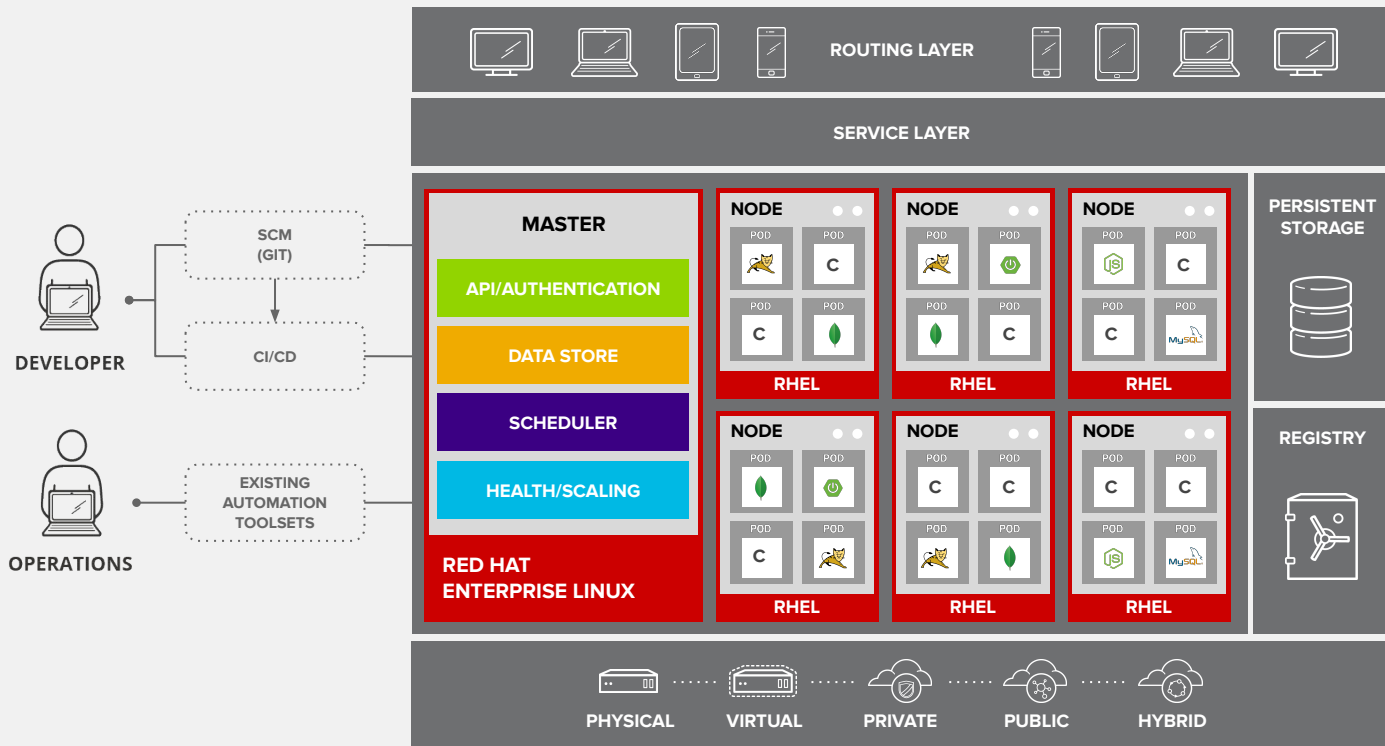 ROUTING LAYER
SERVICE LAYER
DEVELOPER
SCM
(GIT)
CI/CD
OPERATIONS
EXISTING
AUTOMATION
TOOLSETS
MASTER
API/AUTHENTICATION
DATA STORE
SCHEDULER
HEALTH/SCALING
RED HAT
ENTERPRISE LINUX
NODE
POD POD
C
POD POD
C
RHEL
NODE
POD POD
POD POD
C
RHEL
NODE
POD POD
JS C
POD POD
C MySQL
RHEL
NODE
POD POD
POD POD
C
RHEL
NODE
POD POD
C C
POD POD
RHEL
NODE
POD POD
C C
POD POD
JS MySQL
RHEL
PERSISTENT
STORAGE
REGISTRY
PHYSICAL
VIRTUAL
PRIVATE
PUBLIC
HYBRID